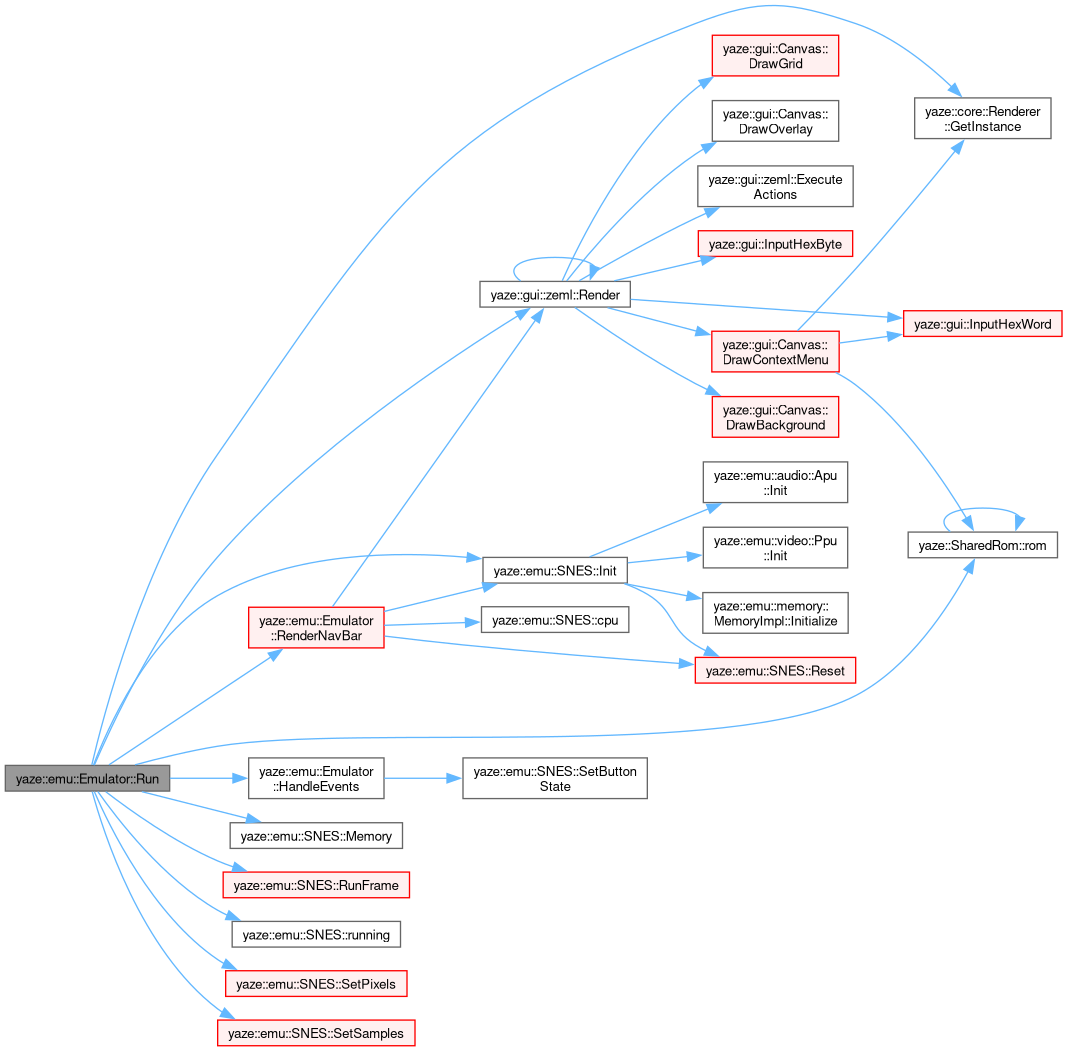 yaze::gui::Canvas::
DrawGrid
yaze::core::Renderer
::GetInstance
yaze::gui::Canvas::
DrawOverlay
yaze::gui::zeml::Execute
Actions
yaze::gui::InputHexByte
yaze::gui::zeml::Render
yaze::gui::InputHexWord
yaze::gui::Canvas::
DrawContextMenu
yaze::gui::Canvas::
DrawBackground
yaze::emu::audio::Apu
::Init
yaze::emu::video::Ppu
::Init
yaze::SharedRom::rom
yaze::emu::SNES::Init
yaze::emu::memory::
MemoryImpl::Initialize
yaze::emu::Emulator
::RenderNavBar
yaze::emu::SNES::cpu
yaze::emu::SNES::Reset
yaze::emu::Emulator::Run
yaze::emu::Emulator
::HandleEvents
yaze::emu::SNES::SetButton
State
yaze::emu::SNES::Memory
yaze::emu::SNES::RunFrame
yaze::emu::SNES::running
yaze::emu::SNES::SetPixels
yaze::emu::SNES::SetSamples